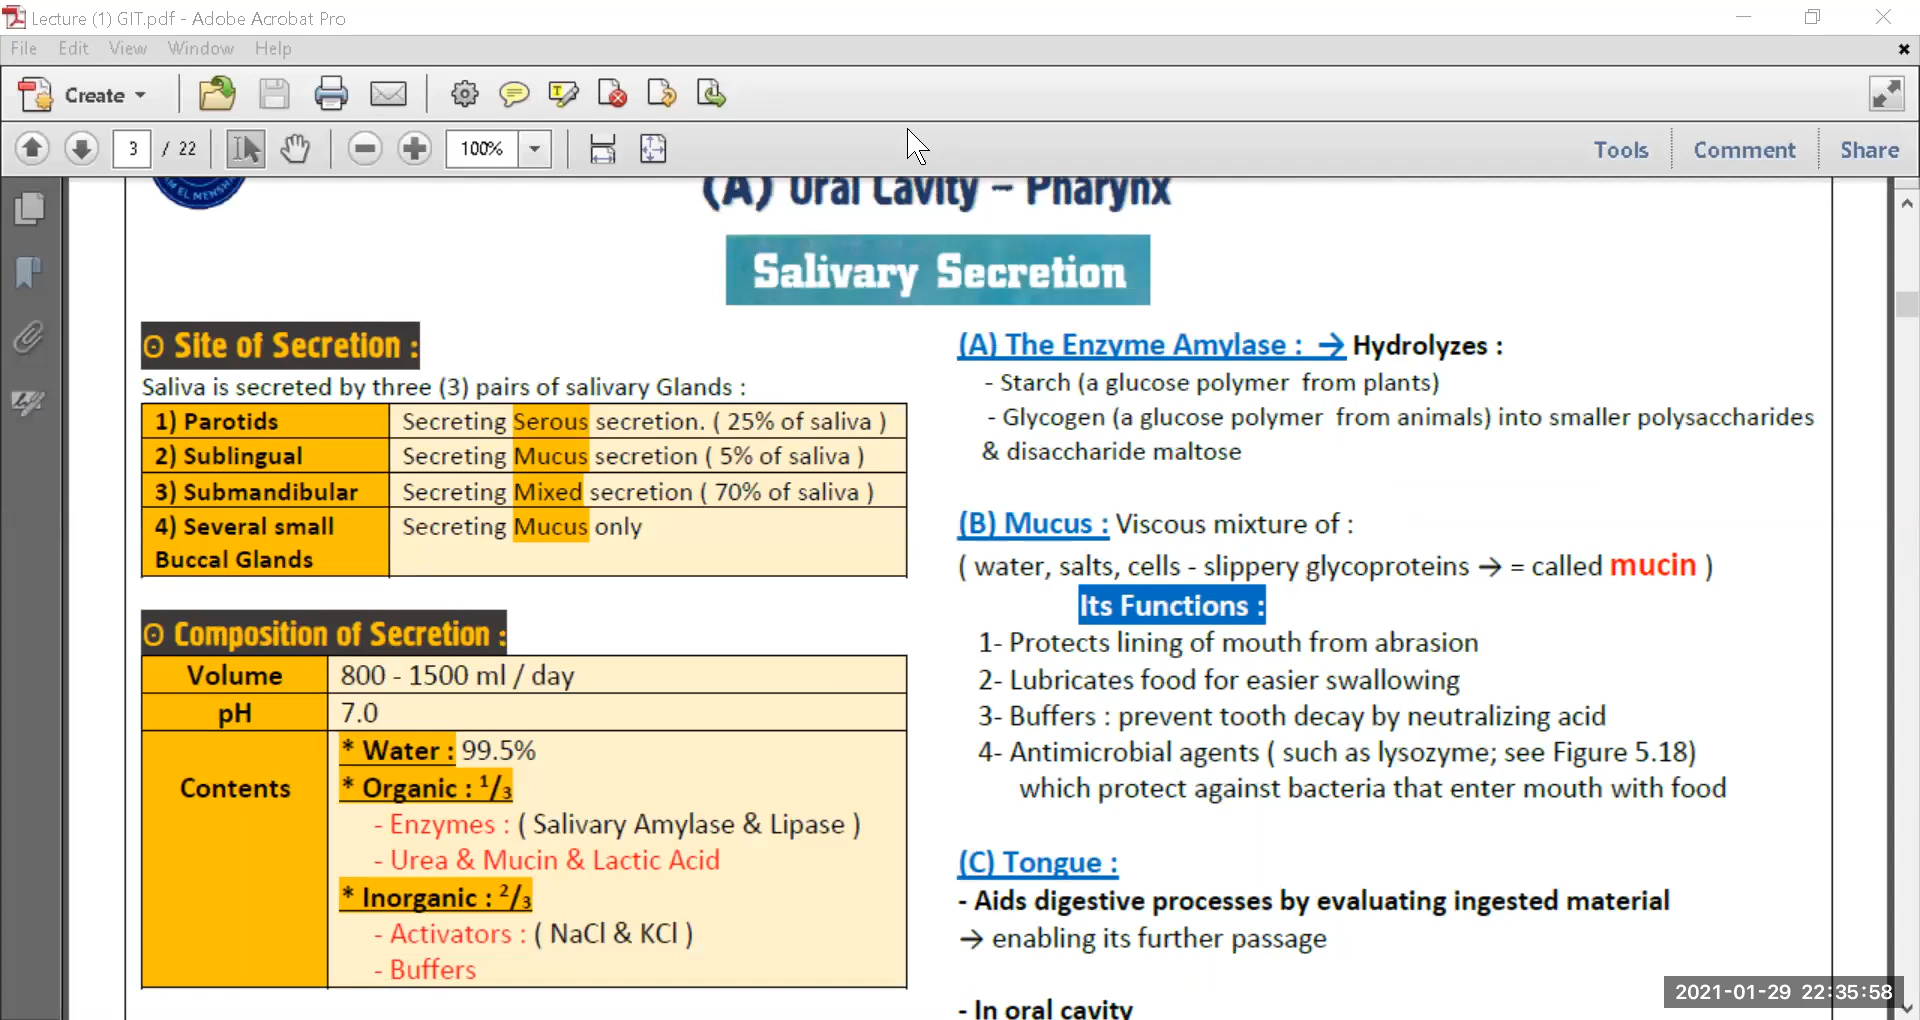 Lecture (1) GIT.pdf - Adobe Acrobat Pro
File Edit View Window Help
Create
3 / 22 100% Tools Comment Share
(A) Oral Cavity – Pharynx
Salivary Secretion
⊙ Site of Secretion :
Saliva is secreted by three (3) pairs of salivary Glands :
1) Parotids Secreting Serous secretion. ( 25% of saliva )
2) Sublingual Secreting Mucus secretion ( 5% of saliva )
3) Submandibular Secreting Mixed secretion ( 70% of saliva )
4) Several small Secreting Mucus only
Buccal Glands
⊙ Composition of Secretion :
Volume 800 - 1500 ml / day
pH 7.0
Contents
* Water : 99.5%
* Organic : 1/3
- Enzymes : ( Salivary Amylase & Lipase )
- Urea & Mucin & Lactic Acid
* Inorganic : 2/3
- Activators : ( NaCl & KCl )
- Buffers
(A) The Enzyme Amylase : → Hydrolyzes :
- Starch (a glucose polymer from plants)
- Glycogen (a glucose polymer from animals) into smaller polysaccharides
& disaccharide maltose
(B) Mucus : Viscous mixture of :
( water, salts, cells - slippery glycoproteins → = called mucin )
Its Functions :
1- Protects lining of mouth from abrasion
2- Lubricates food for easier swallowing
3- Buffers : prevent tooth decay by neutralizing acid
4- Antimicrobial agents ( such as lysozyme; see Figure 5.18)
which protect against bacteria that enter mouth with food
(C) Tongue :
- Aids digestive processes by evaluating ingested material
→ enabling its further passage
- In oral cavity
2021-01-29 22:35:58